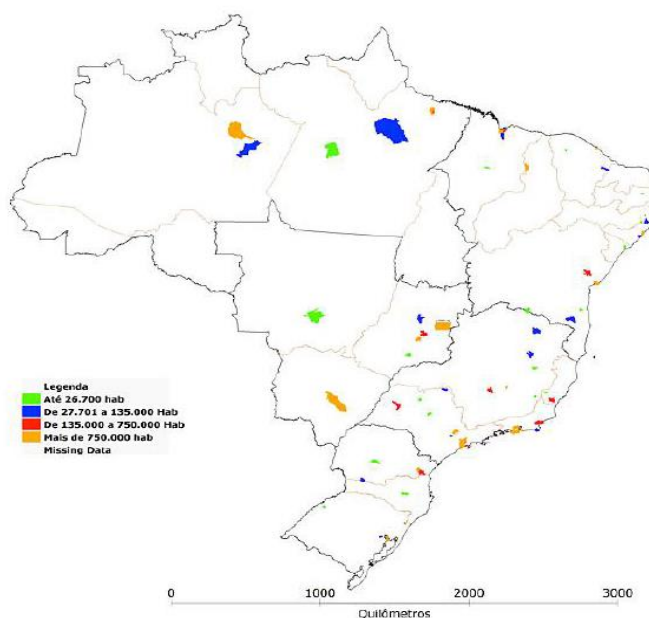 Legenda
Até 26.700 hab
De 27.701 a 135.000 Hab
De 135.000 a 750.000 Hab
Mais de 750.000 hab
Missing Data
0 1000 2000 3000
Quilômetros